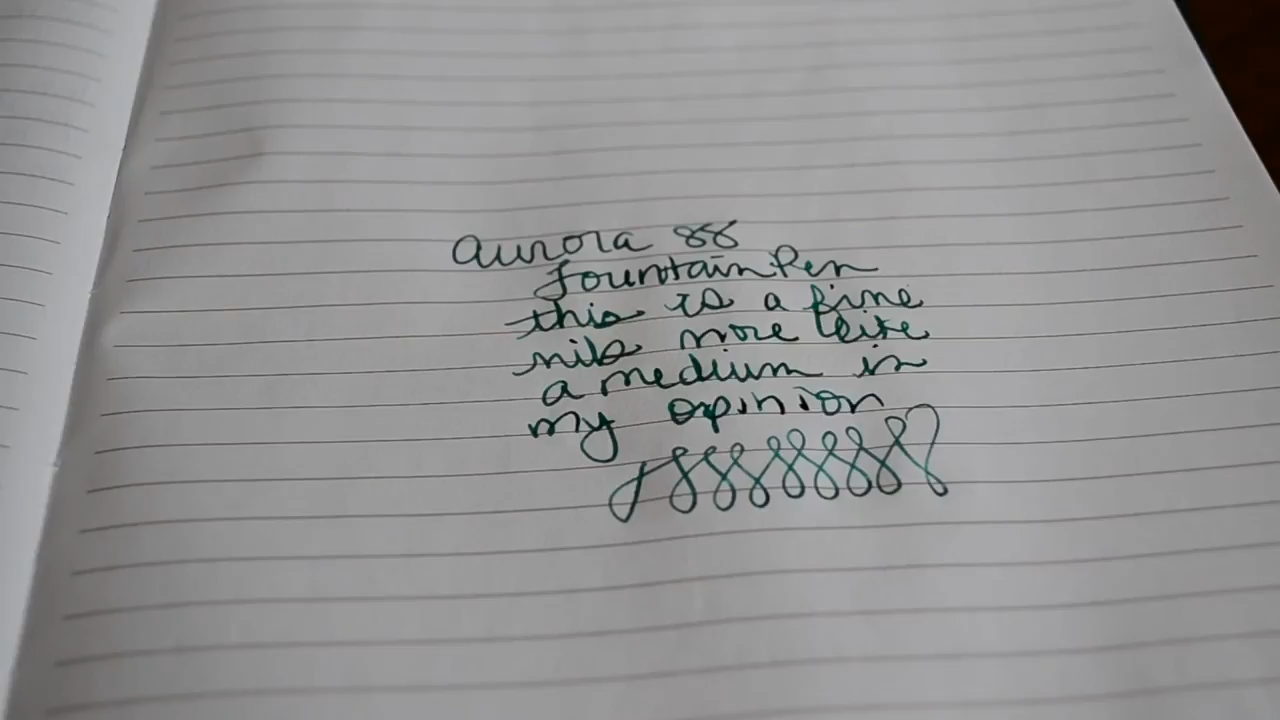 aurora 88
fountain Pen
this is a fine
nib more like
a medium in
my opinion